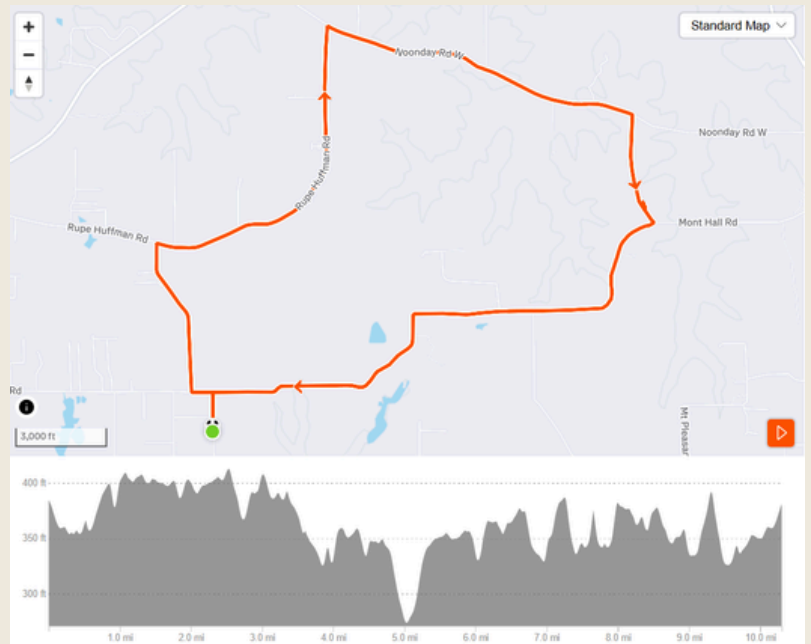 +
Standard Map
−
Noonday Rd W
Noonday Rd W
Rupe Huffman Rd
Mont Hall Rd
Rupe Huffman Rd
Rd
i
3,000 ft
Mt Pleasar
400 ft
350 ft
300 ft
1.0 mi 2.0 mi 3.0 mi 4.0 mi 5.0 mi 6.0 mi 7.0 mi 8.0 mi 9.0 mi 10.0 mi